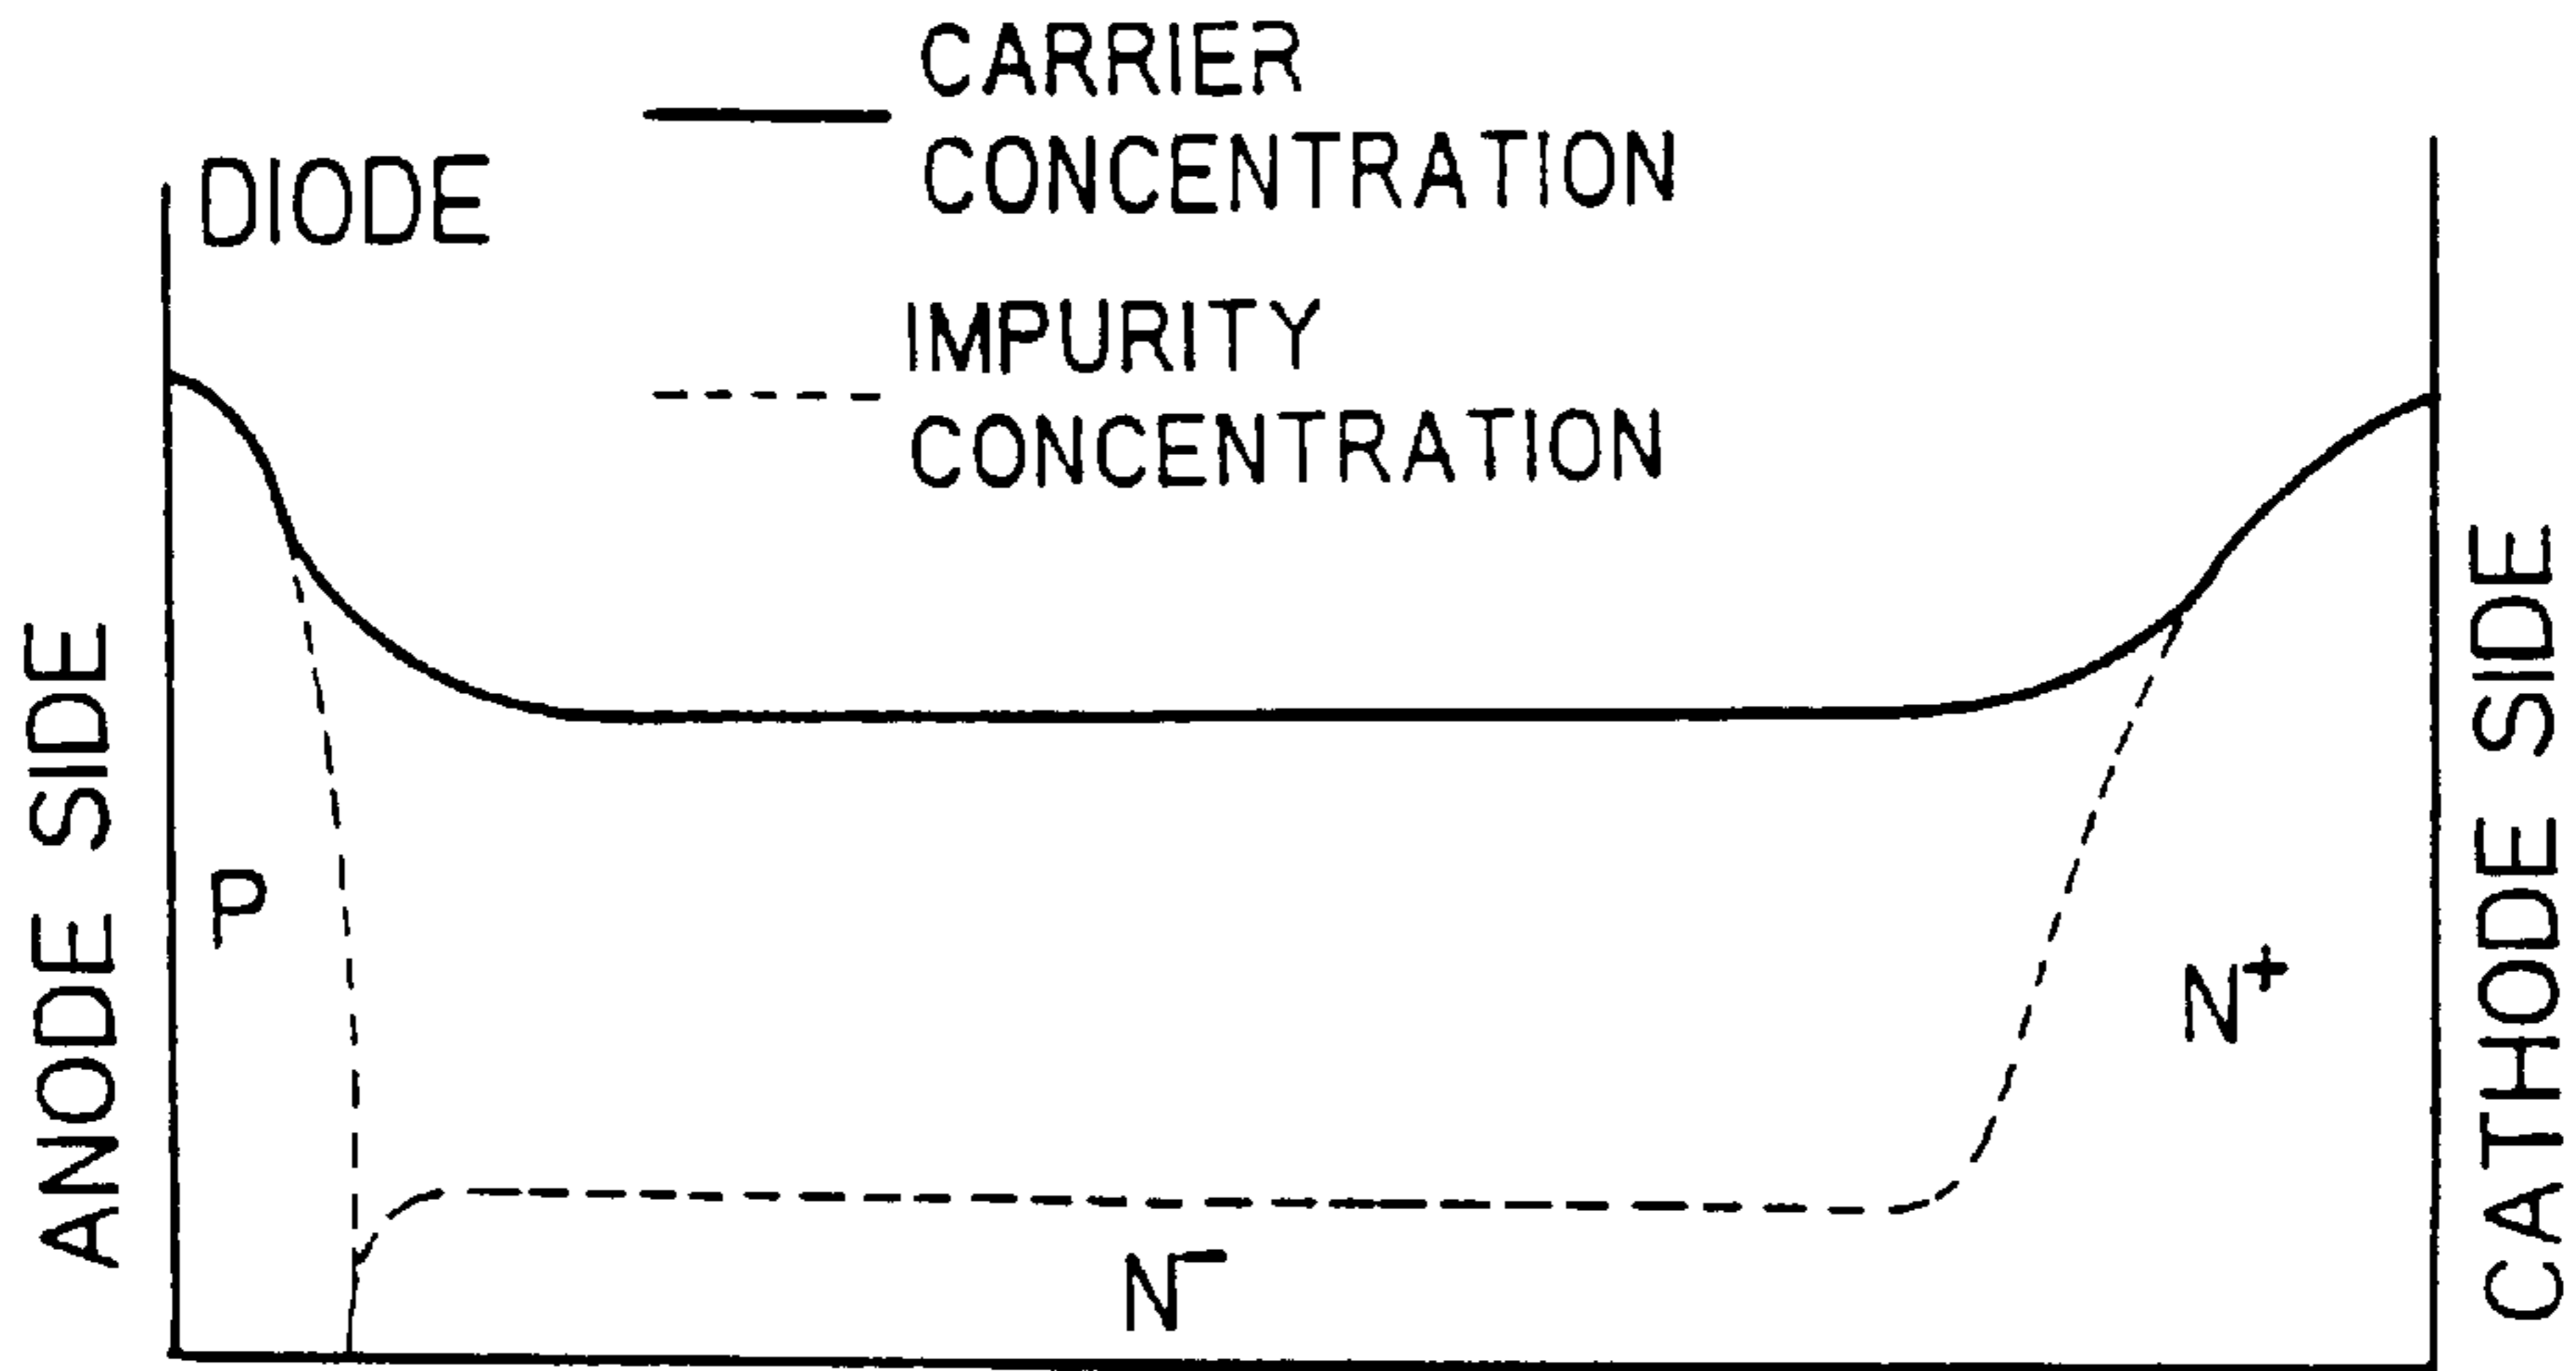 CARRIER
CONCENTRATION
DIODE
IMPURITY
CONCENTRATION
ANODE SIDE
P
N⁻
N⁺
CATHODE SIDE